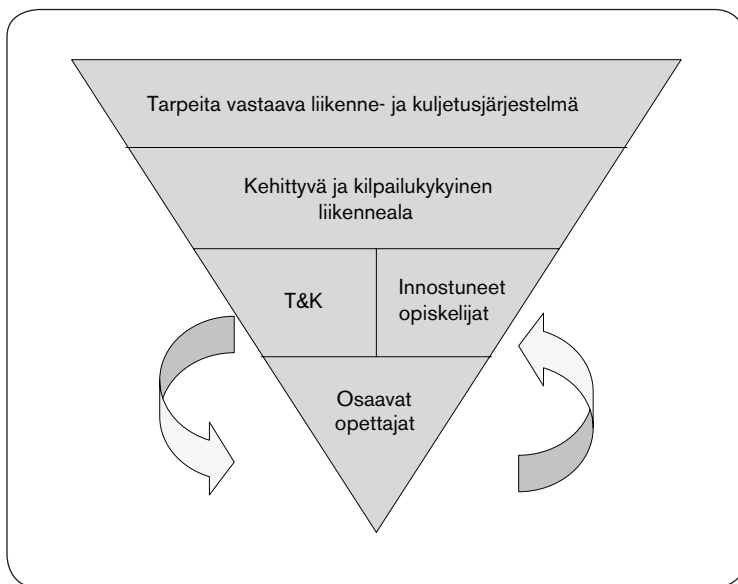 Tarpeita vastaava liikenne- ja kuljetusjärjestelmä
Kehittyvä ja kilpailukykyinen
liikenneala
T&K
Innostuneet
opiskelijat
Osaavat
opettajat